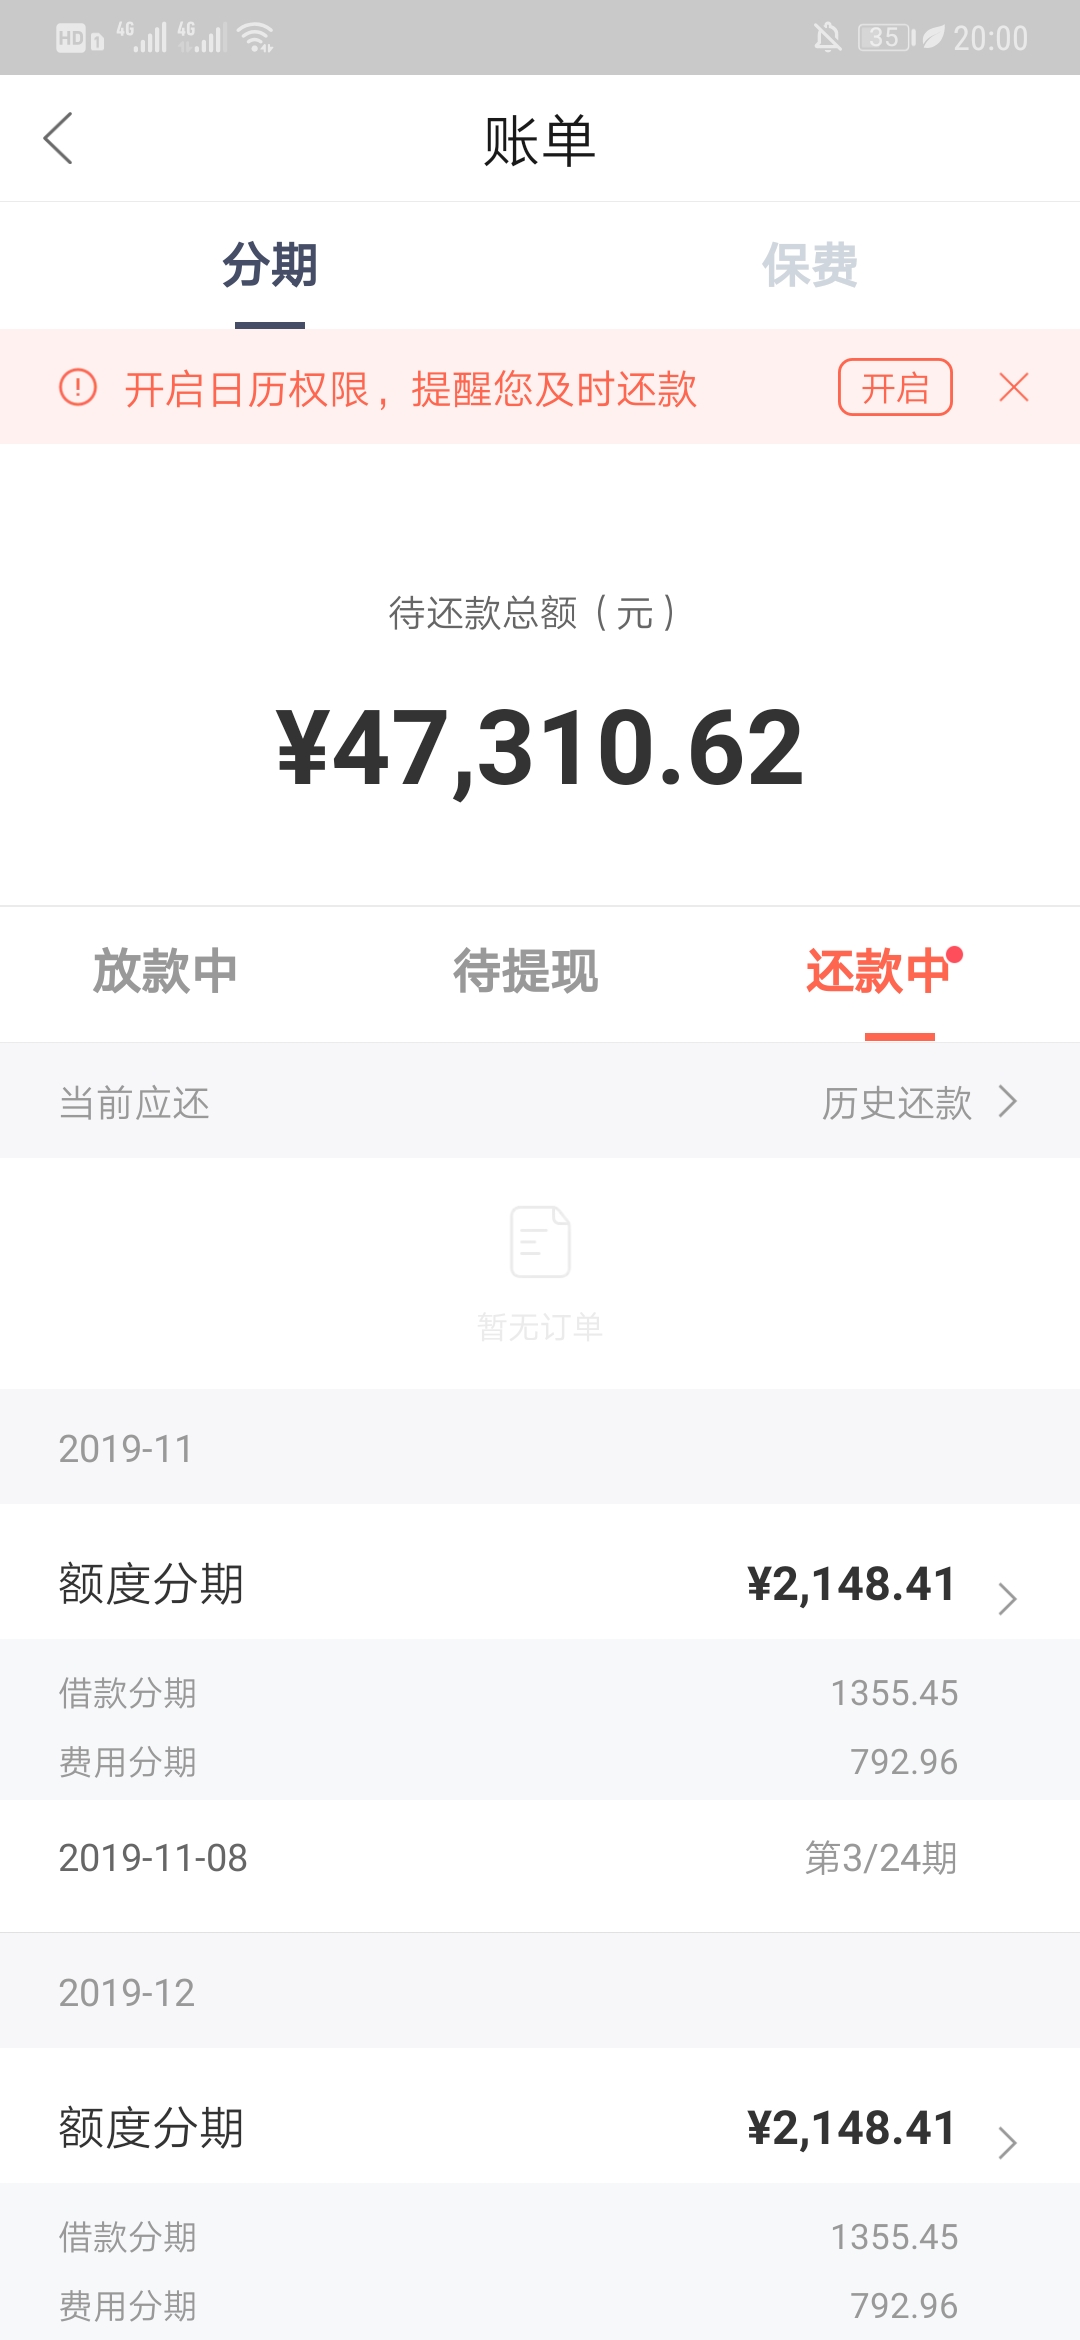 HD 1 4G 4G 35 20:00
账单
分期 保费
开启日历权限，提醒您及时还款 开启
待还款总额（元）
¥47,310.62
放款中 待提现 还款中
当前应还 历史还款
暂无订单
2019-11
额度分期 ¥2,148.41
借款分期 1355.45
费用分期 792.96
2019-11-08 第3/24期
2019-12
额度分期 ¥2,148.41
借款分期 1355.45
费用分期 792.96